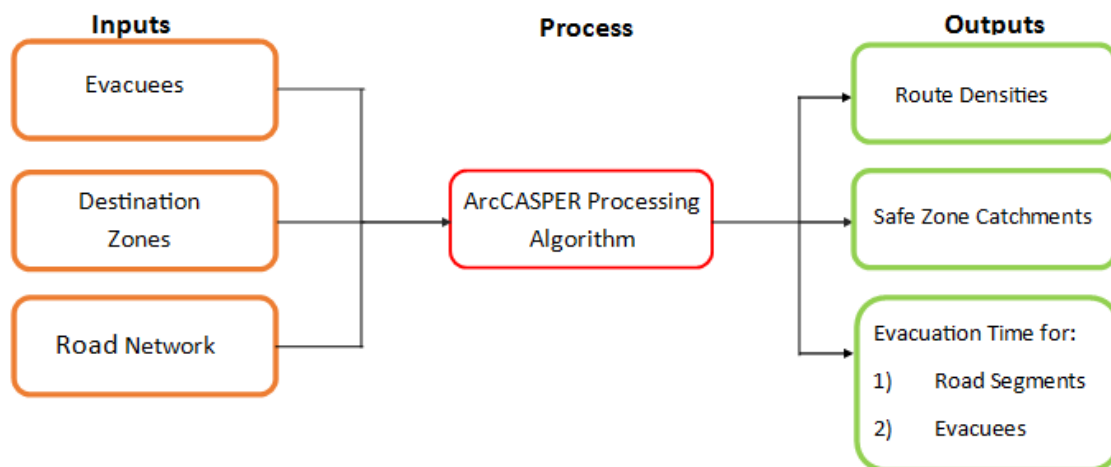 Inputs
Process
Outputs
Evacuees
Destination
Zones
Road Network
ArcCASPER Processing
Algorithm
Route Densities
Safe Zone Catchments
Evacuation Time for:
1) Road Segments
2) Evacuees